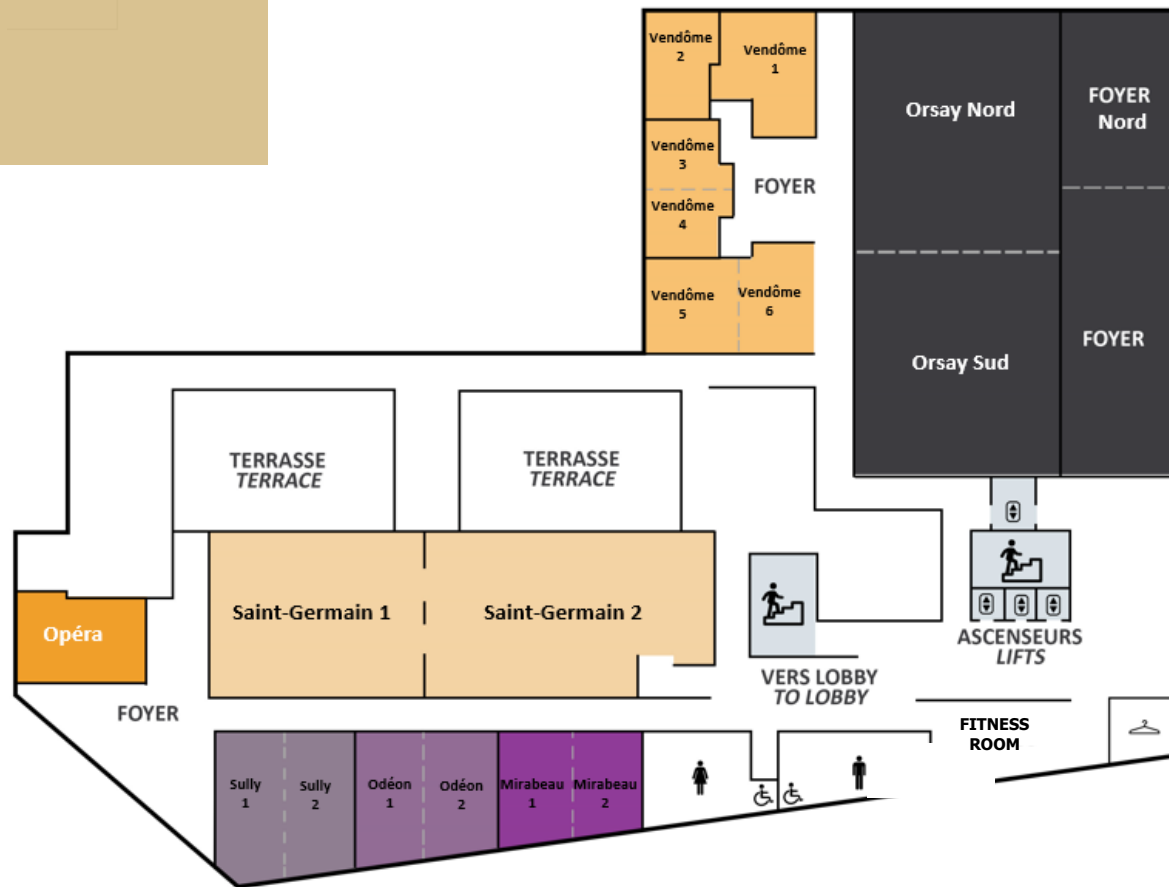 Vendôme
2
Vendôme
1
Orsay Nord
FOYER
Nord
Vendôme
3
FOYER
Vendôme
4
Vendôme
5
Vendôme
6
Orsay Sud
FOYER
TERRASSE
TERRACE
TERRASSE
TERRACE
Saint-Germain 1
Saint-Germain 2
Opéra
ASCENSEURS
LIFTS
VERS LOBBY
TO LOBBY
FOYER
FITNESS
ROOM
Sully
1
Sully
2
Odéon
1
Odéon
2
Mirabeau
1
Mirabeau
2